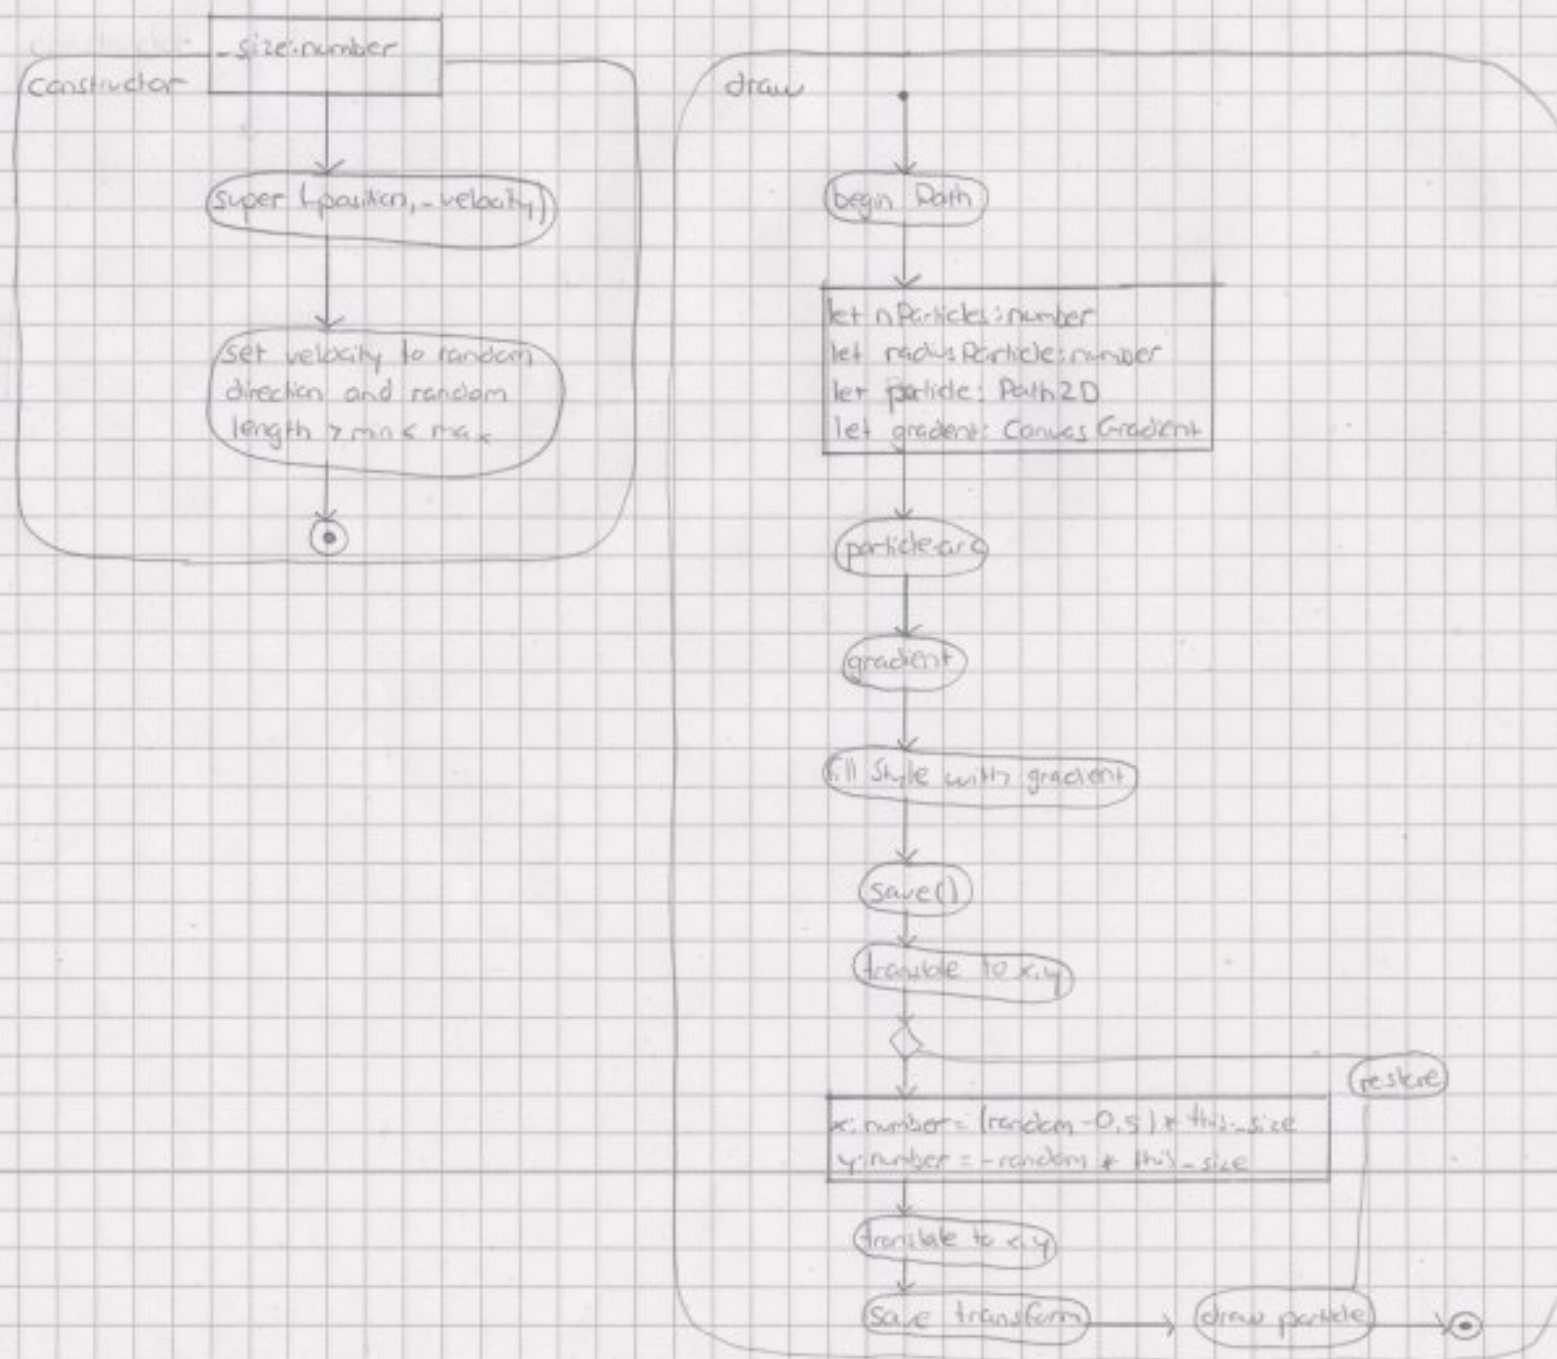 constructor
_size:number
super (_position, _velocity)
set velocity to random
direction and random
length > min < max
draw
begin Path
let nParticles: number
let radiusParticle: number
let particle: Path2D
let gradient: CanvasGradient
particle.arc
gradient
fill Style with gradient
save()
translate to x,y
restore
x: number = (random - 0,5) * this._size
y: number = - random * this._size
translate to x,y
save transform
draw particle